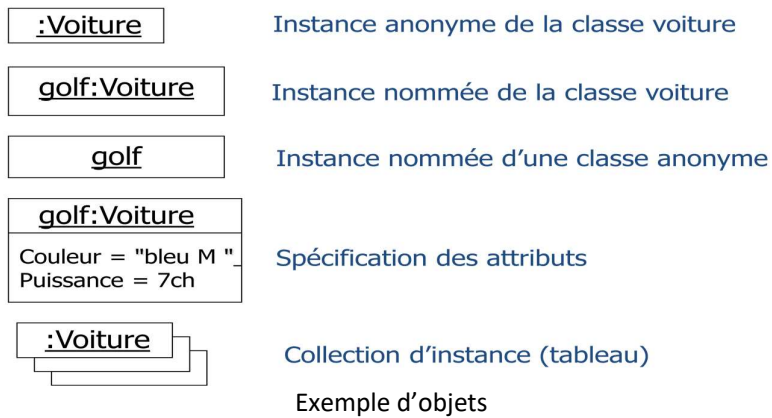 :Voiture Instance anonyme de la classe voiture
golf:Voiture Instance nommée de la classe voiture
golf Instance nommée d'une classe anonyme
golf:Voiture
Couleur = "bleu M "_ Spécification des attributs
Puissance = 7ch
:Voiture Collection d'instance (tableau)
Exemple d'objets